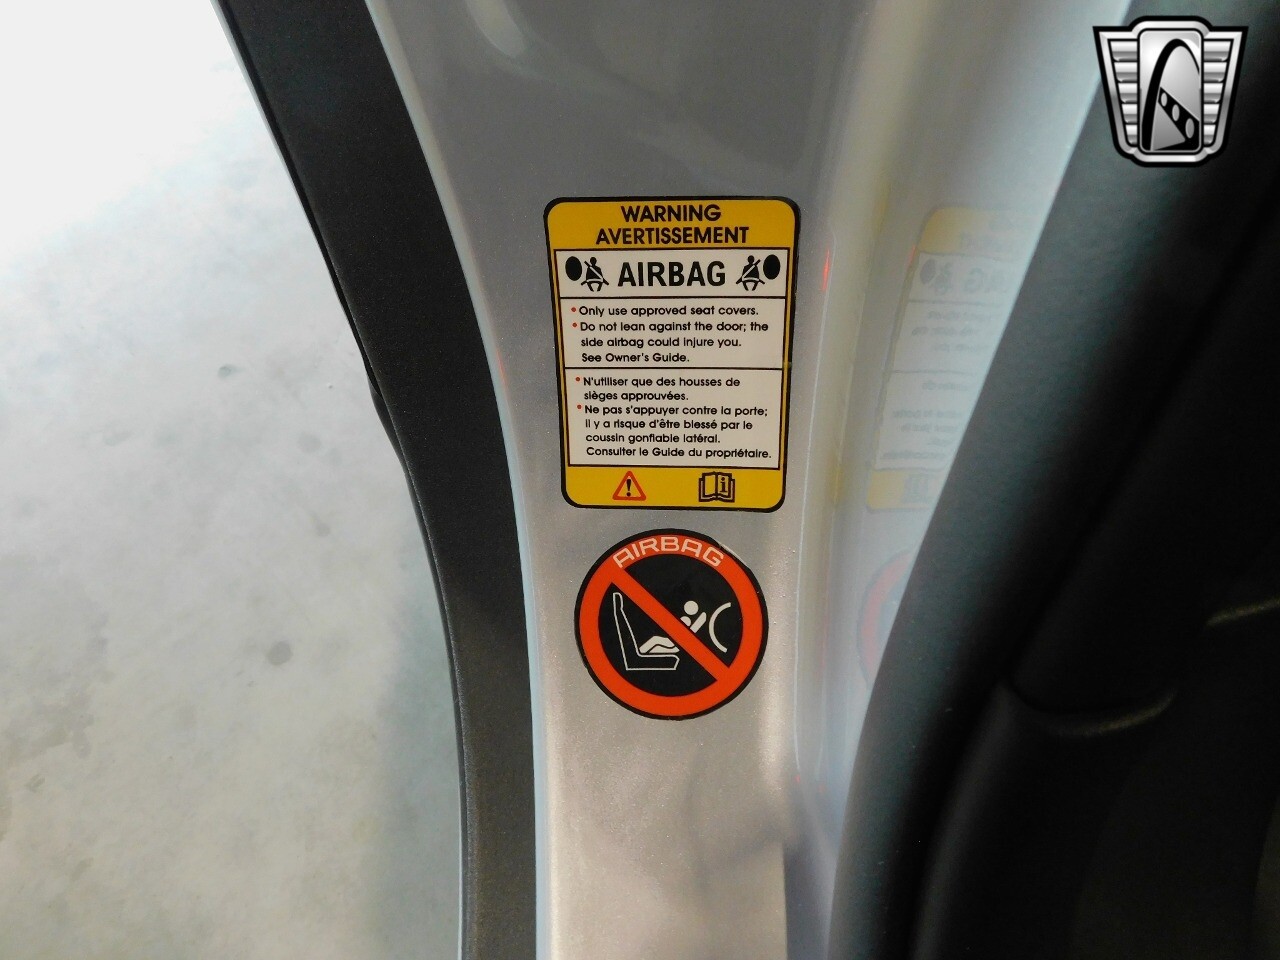 WARNING
AVERTISSEMENT
AIRBAG
• Only use approved seat covers.
• Do not lean against the door; the
side airbag could injure you.
See Owner's Guide.
• N'utiliser que des housses de
sièges approuvées.
• Ne pas s'appuyer contre la porte;
il y a risque d'être blessé par le
coussin gonflable latéral.
Consulter le Guide du propriétaire.
AIRBAG